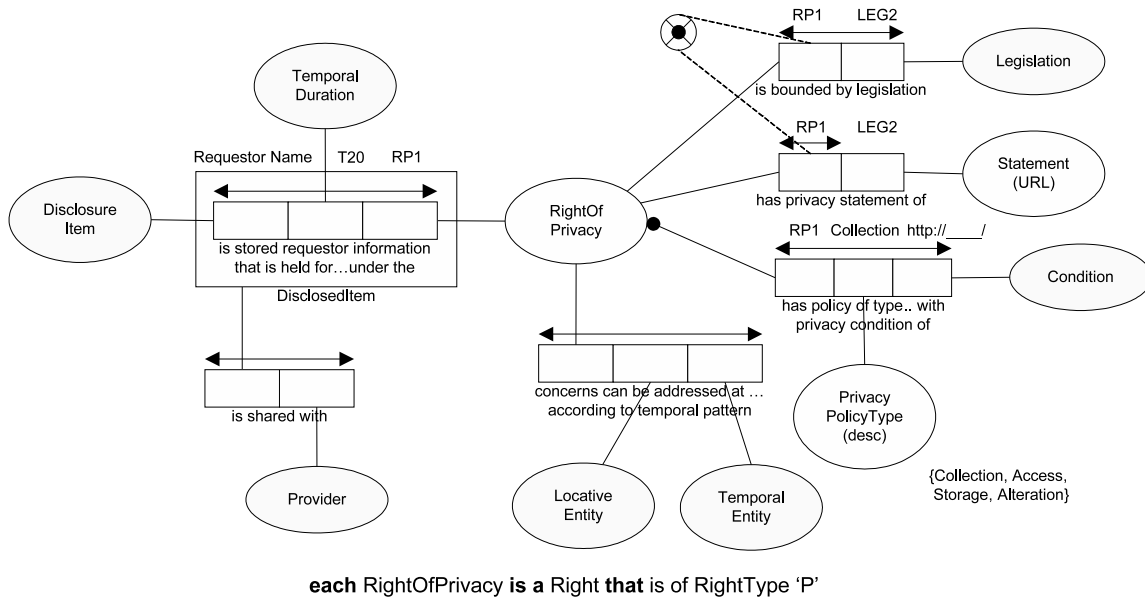 RP1 LEG2
Legislation
is bounded by legislation
Temporal
Duration
Requestor Name T20 RP1
RP1 LEG2
Statement
(URL)
has privacy statement of
Disclosure
Item
RightOf
Privacy
is stored requestor information
that is held for...under the
DisclosedItem
RP1 Collection http://____/
Condition
has policy of type.. with
privacy condition of
is shared with
concerns can be addressed at ...
according to temporal pattern
Privacy
PolicyType
(desc)
Provider
Locative
Entity
Temporal
Entity
{Collection, Access,
Storage, Alteration}
each RightOfPrivacy is a Right that is of RightType ‘P’